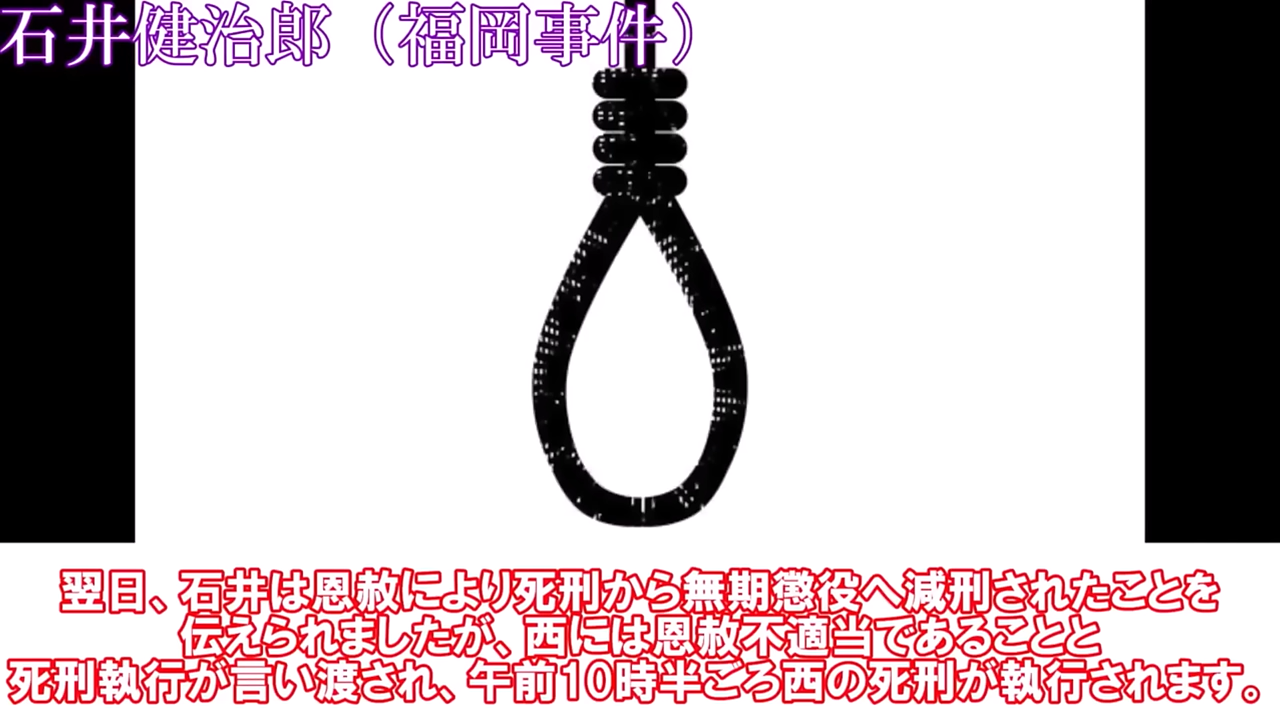 石井健治郎（福岡事件）
翌日、石井は恩赦により死刑から無期懲役へ減刑されたことを
伝えられましたが、西には恩赦不適当であることと
死刑執行が言い渡され、午前10時半ごろ西の死刑が執行されます。